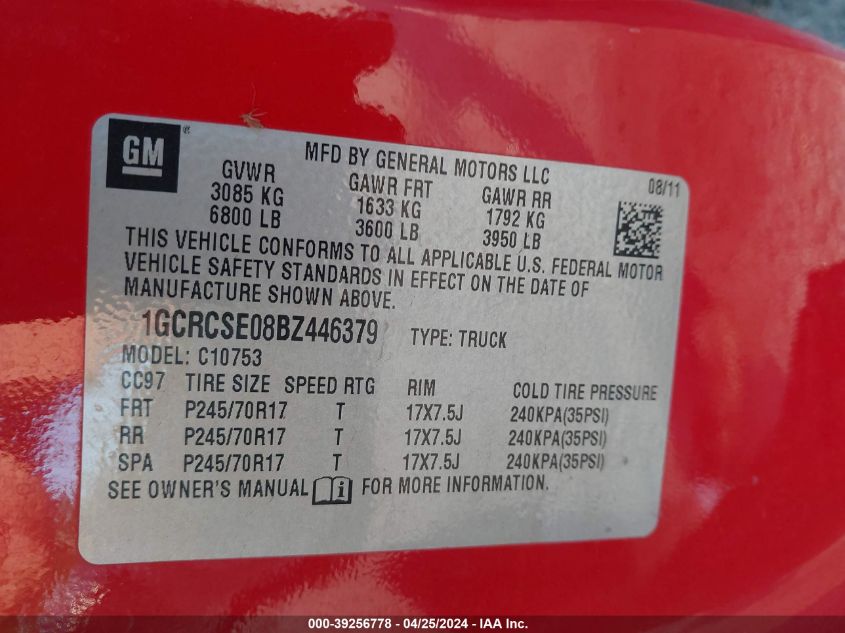 GM
MFD BY GENERAL MOTORS LLC
08/11
GVWR GAWR FRT GAWR RR
3085 KG 1633 KG 1792 KG
6800 LB 3600 LB 3950 LB
THIS VEHICLE CONFORMS TO ALL APPLICABLE U.S. FEDERAL MOTOR
VEHICLE SAFETY STANDARDS IN EFFECT ON THE DATE OF
MANUFACTURE SHOWN ABOVE.
1GCRCSE08BZ446379 TYPE: TRUCK
MODEL: C10753
CC97 TIRE SIZE SPEED RTG RIM COLD TIRE PRESSURE
FRT P245/70R17 T 17X7.5J 240KPA(35PSI)
RR P245/70R17 T 17X7.5J 240KPA(35PSI)
SPA P245/70R17 T 17X7.5J 240KPA(35PSI)
SEE OWNER'S MANUAL i FOR MORE INFORMATION.
000-39256778 - 04/25/2024 - IAA Inc.